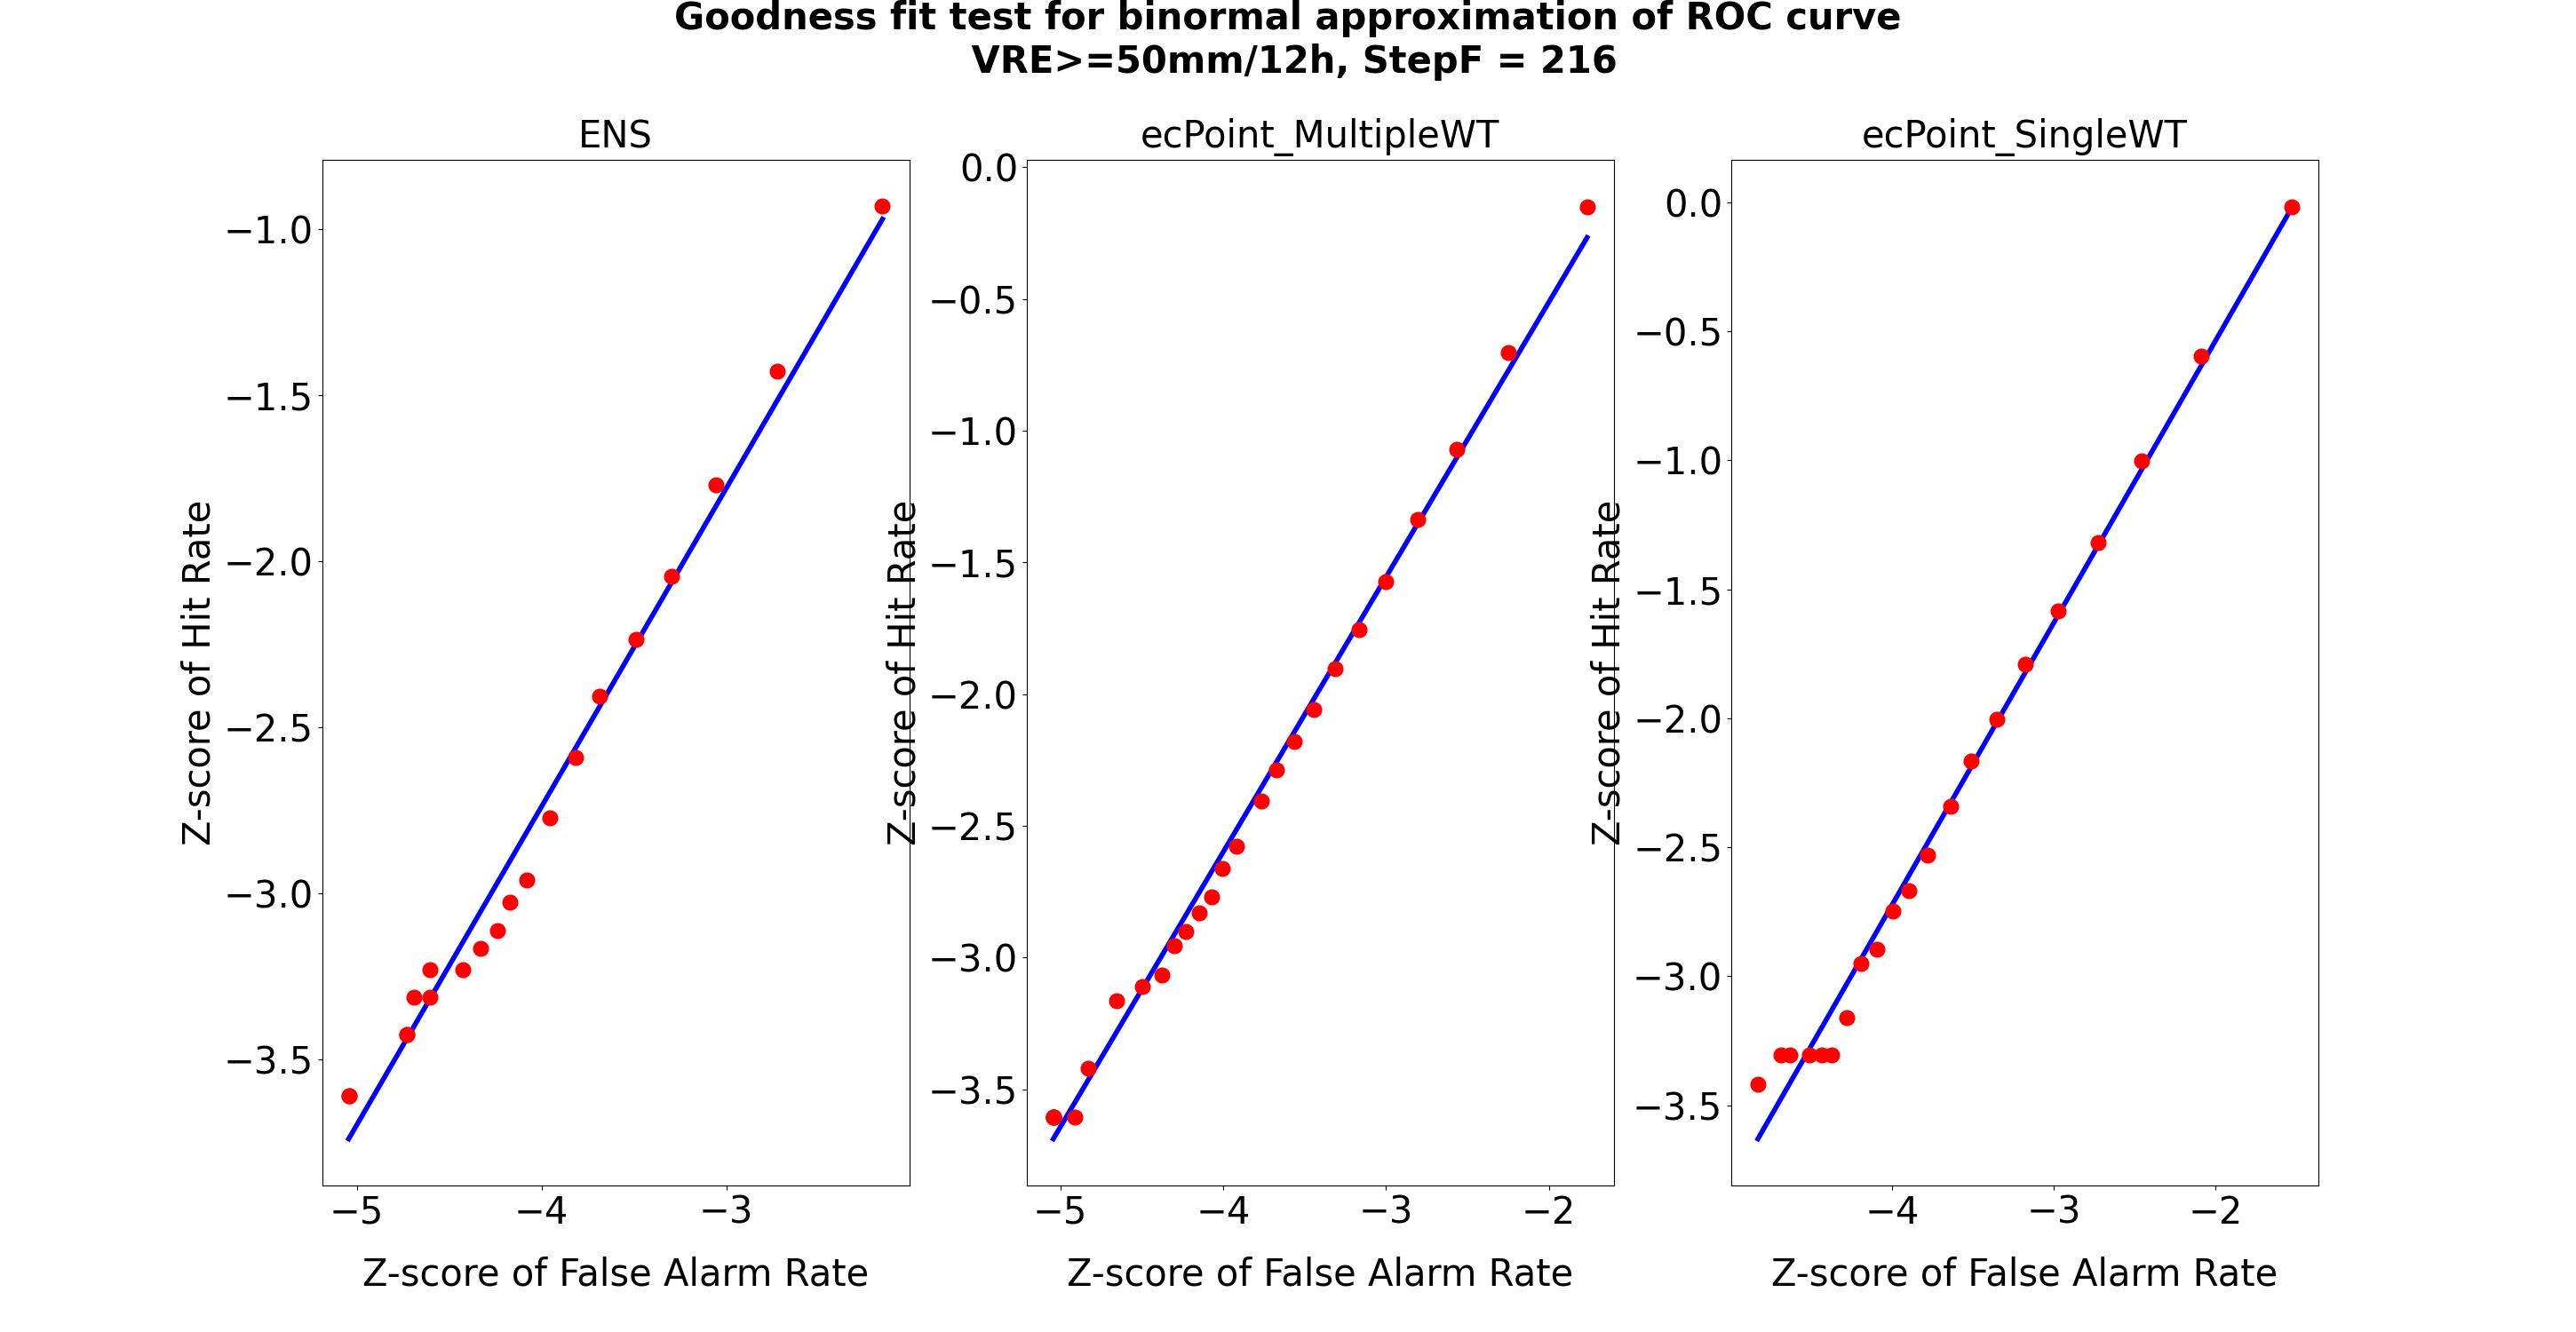 Goodness fit test for binormal approximation of ROC curve
VRE>=50mm/12h, StepF = 216
ENS
−1.0
−1.5
−2.0
−2.5
−3.0
−3.5
Z-score of Hit Rate
−5
−4
−3
Z-score of False Alarm Rate
ecPoint_MultipleWT
0.0
−0.5
−1.0
−1.5
−2.0
−2.5
−3.0
−3.5
Z-score of Hit Rate
−5
−4
−3
−2
Z-score of False Alarm Rate
ecPoint_SingleWT
0.0
−0.5
−1.0
−1.5
−2.0
−2.5
−3.0
−3.5
Z-score of Hit Rate
−4
−3
−2
Z-score of False Alarm Rate